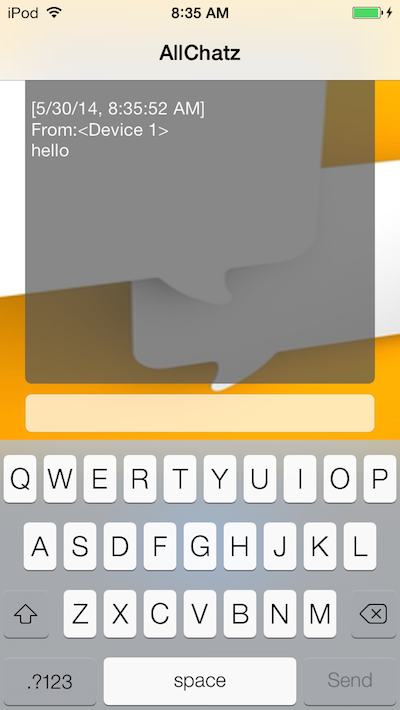 iPod 8:35 AM
AllChatz
[5/30/14, 8:35:52 AM]
From:<Device 1>
hello
Q W E R T Y U I O P
A S D F G H J K L
Z X C V B N M
.?123 space Send